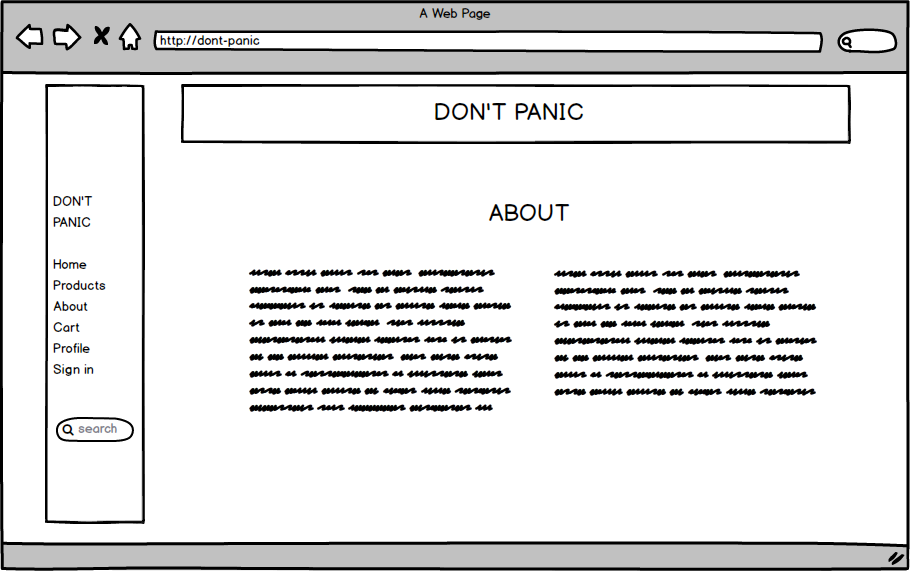 A Web Page
http://dont-panic
DON'T PANIC
DON'T
PANIC
Home
Products
About
Cart
Profile
Sign in
search
ABOUT